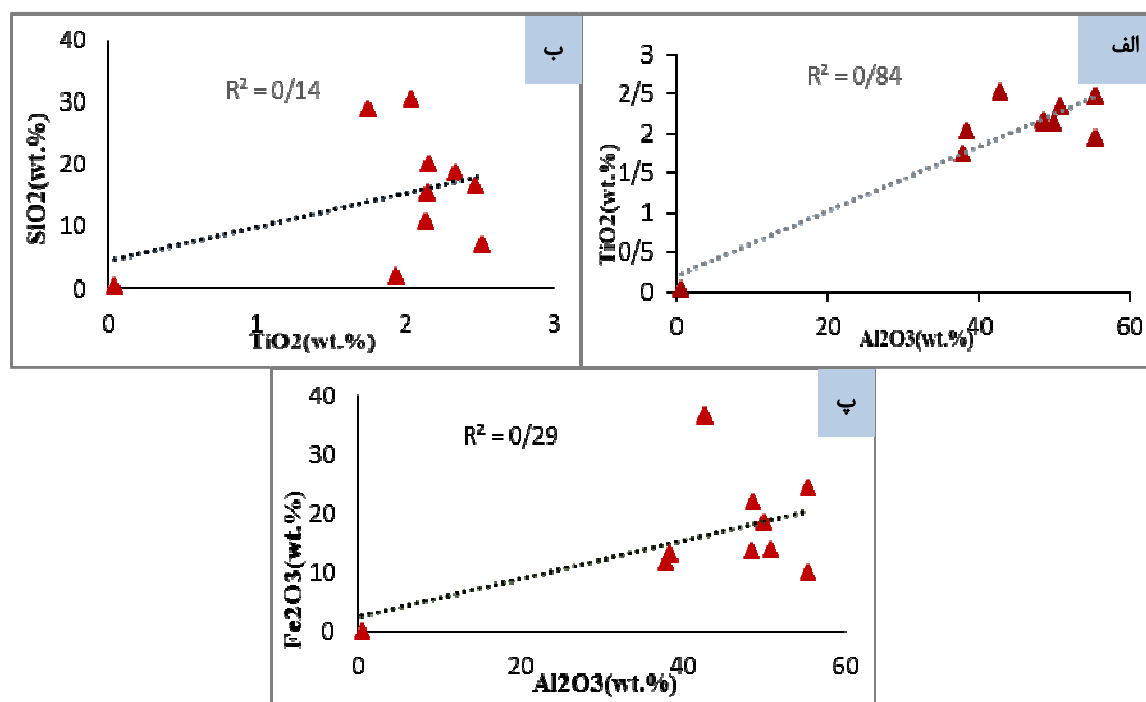 الف
R² = 0/84
TiO2(wt.%)
3
2/5
2
1/5
1
0/5
0
0
20
40
60
Al2O3(wt.%)
ب
R² = 0/14
SiO2(wt.%)
40
30
20
10
0
0
1
2
3
TiO2(wt.%)
پ
R² = 0/29
Fe2O3(wt.%)
40
30
20
10
0
0
20
40
60
Al2O3(wt.%)